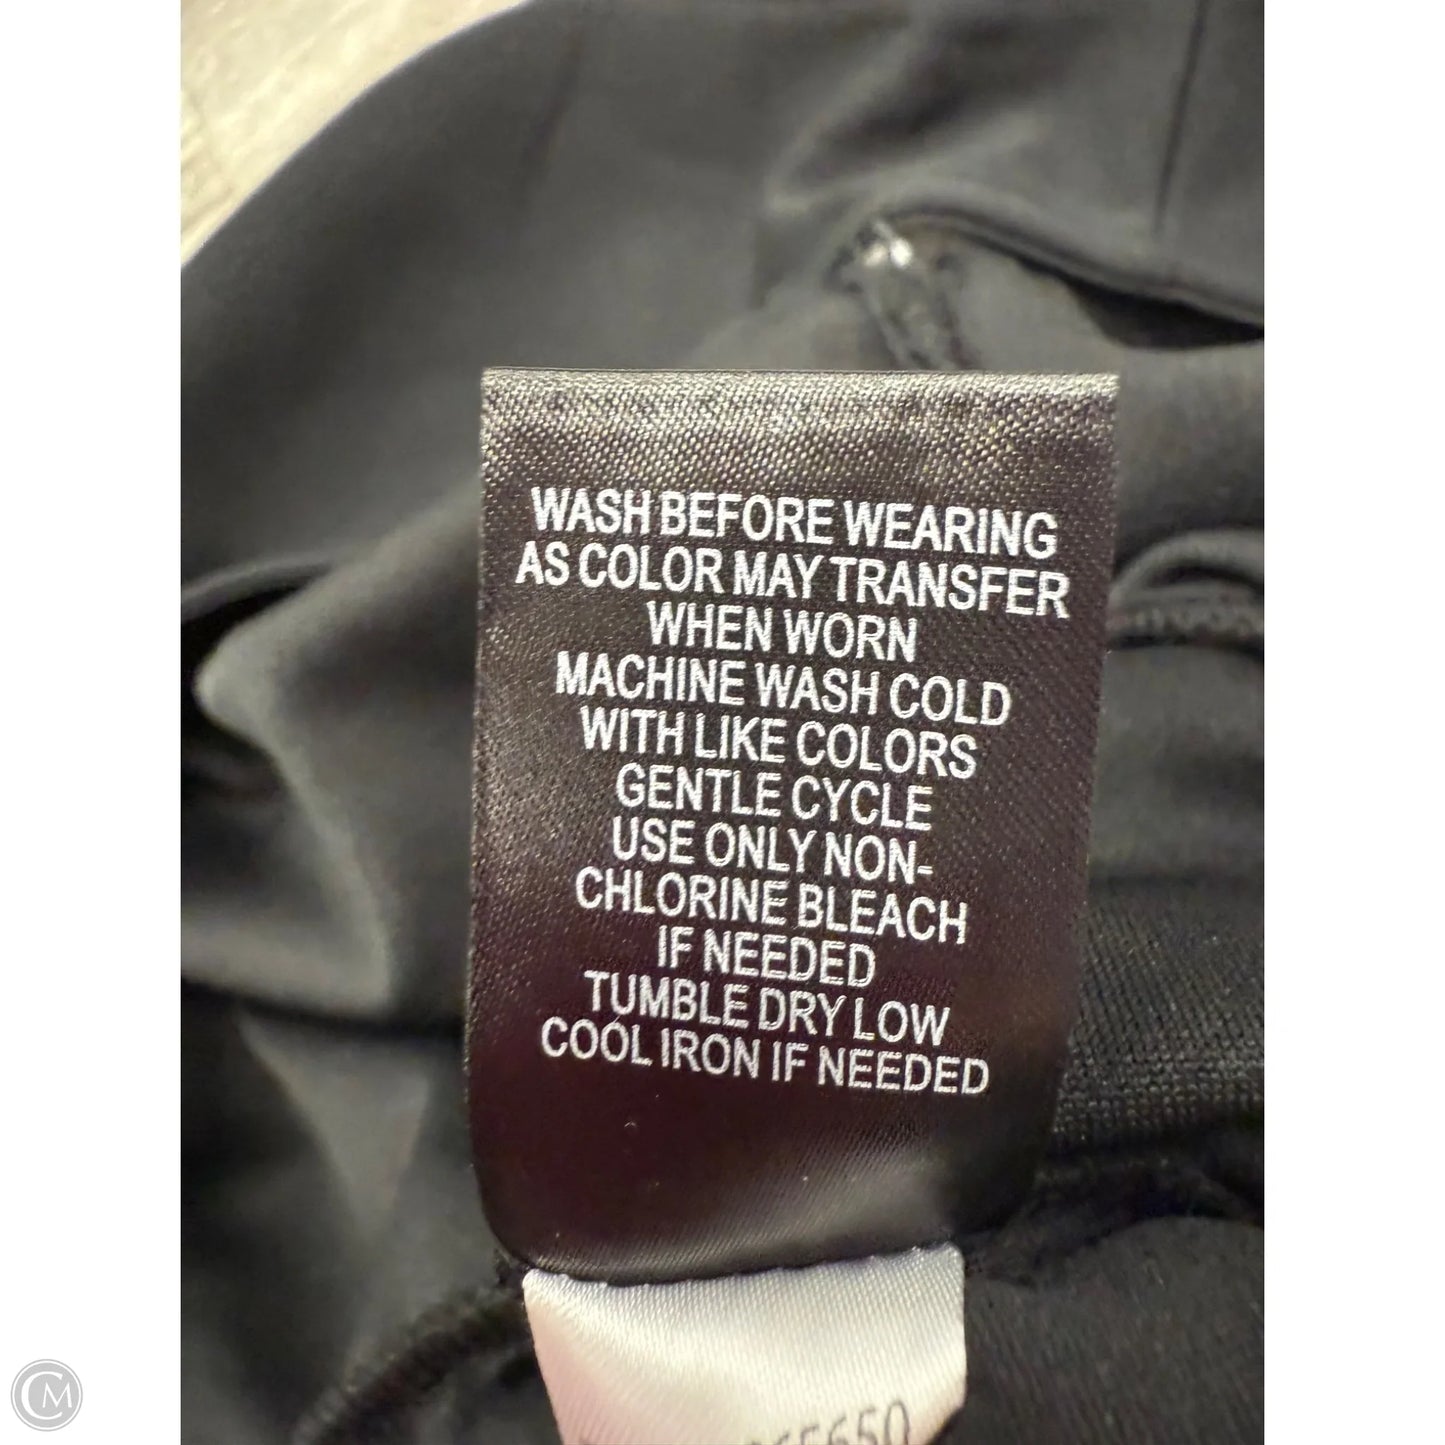 WASH BEFORE WEARING
AS COLOR MAY TRANSFER
WHEN WORN
MACHINE WASH COLD
WITH LIKE COLORS
GENTLE CYCLE
USE ONLY NON-
CHLORINE BLEACH
IF NEEDED
TUMBLE DRY LOW
COOL IRON IF NEEDED
CM